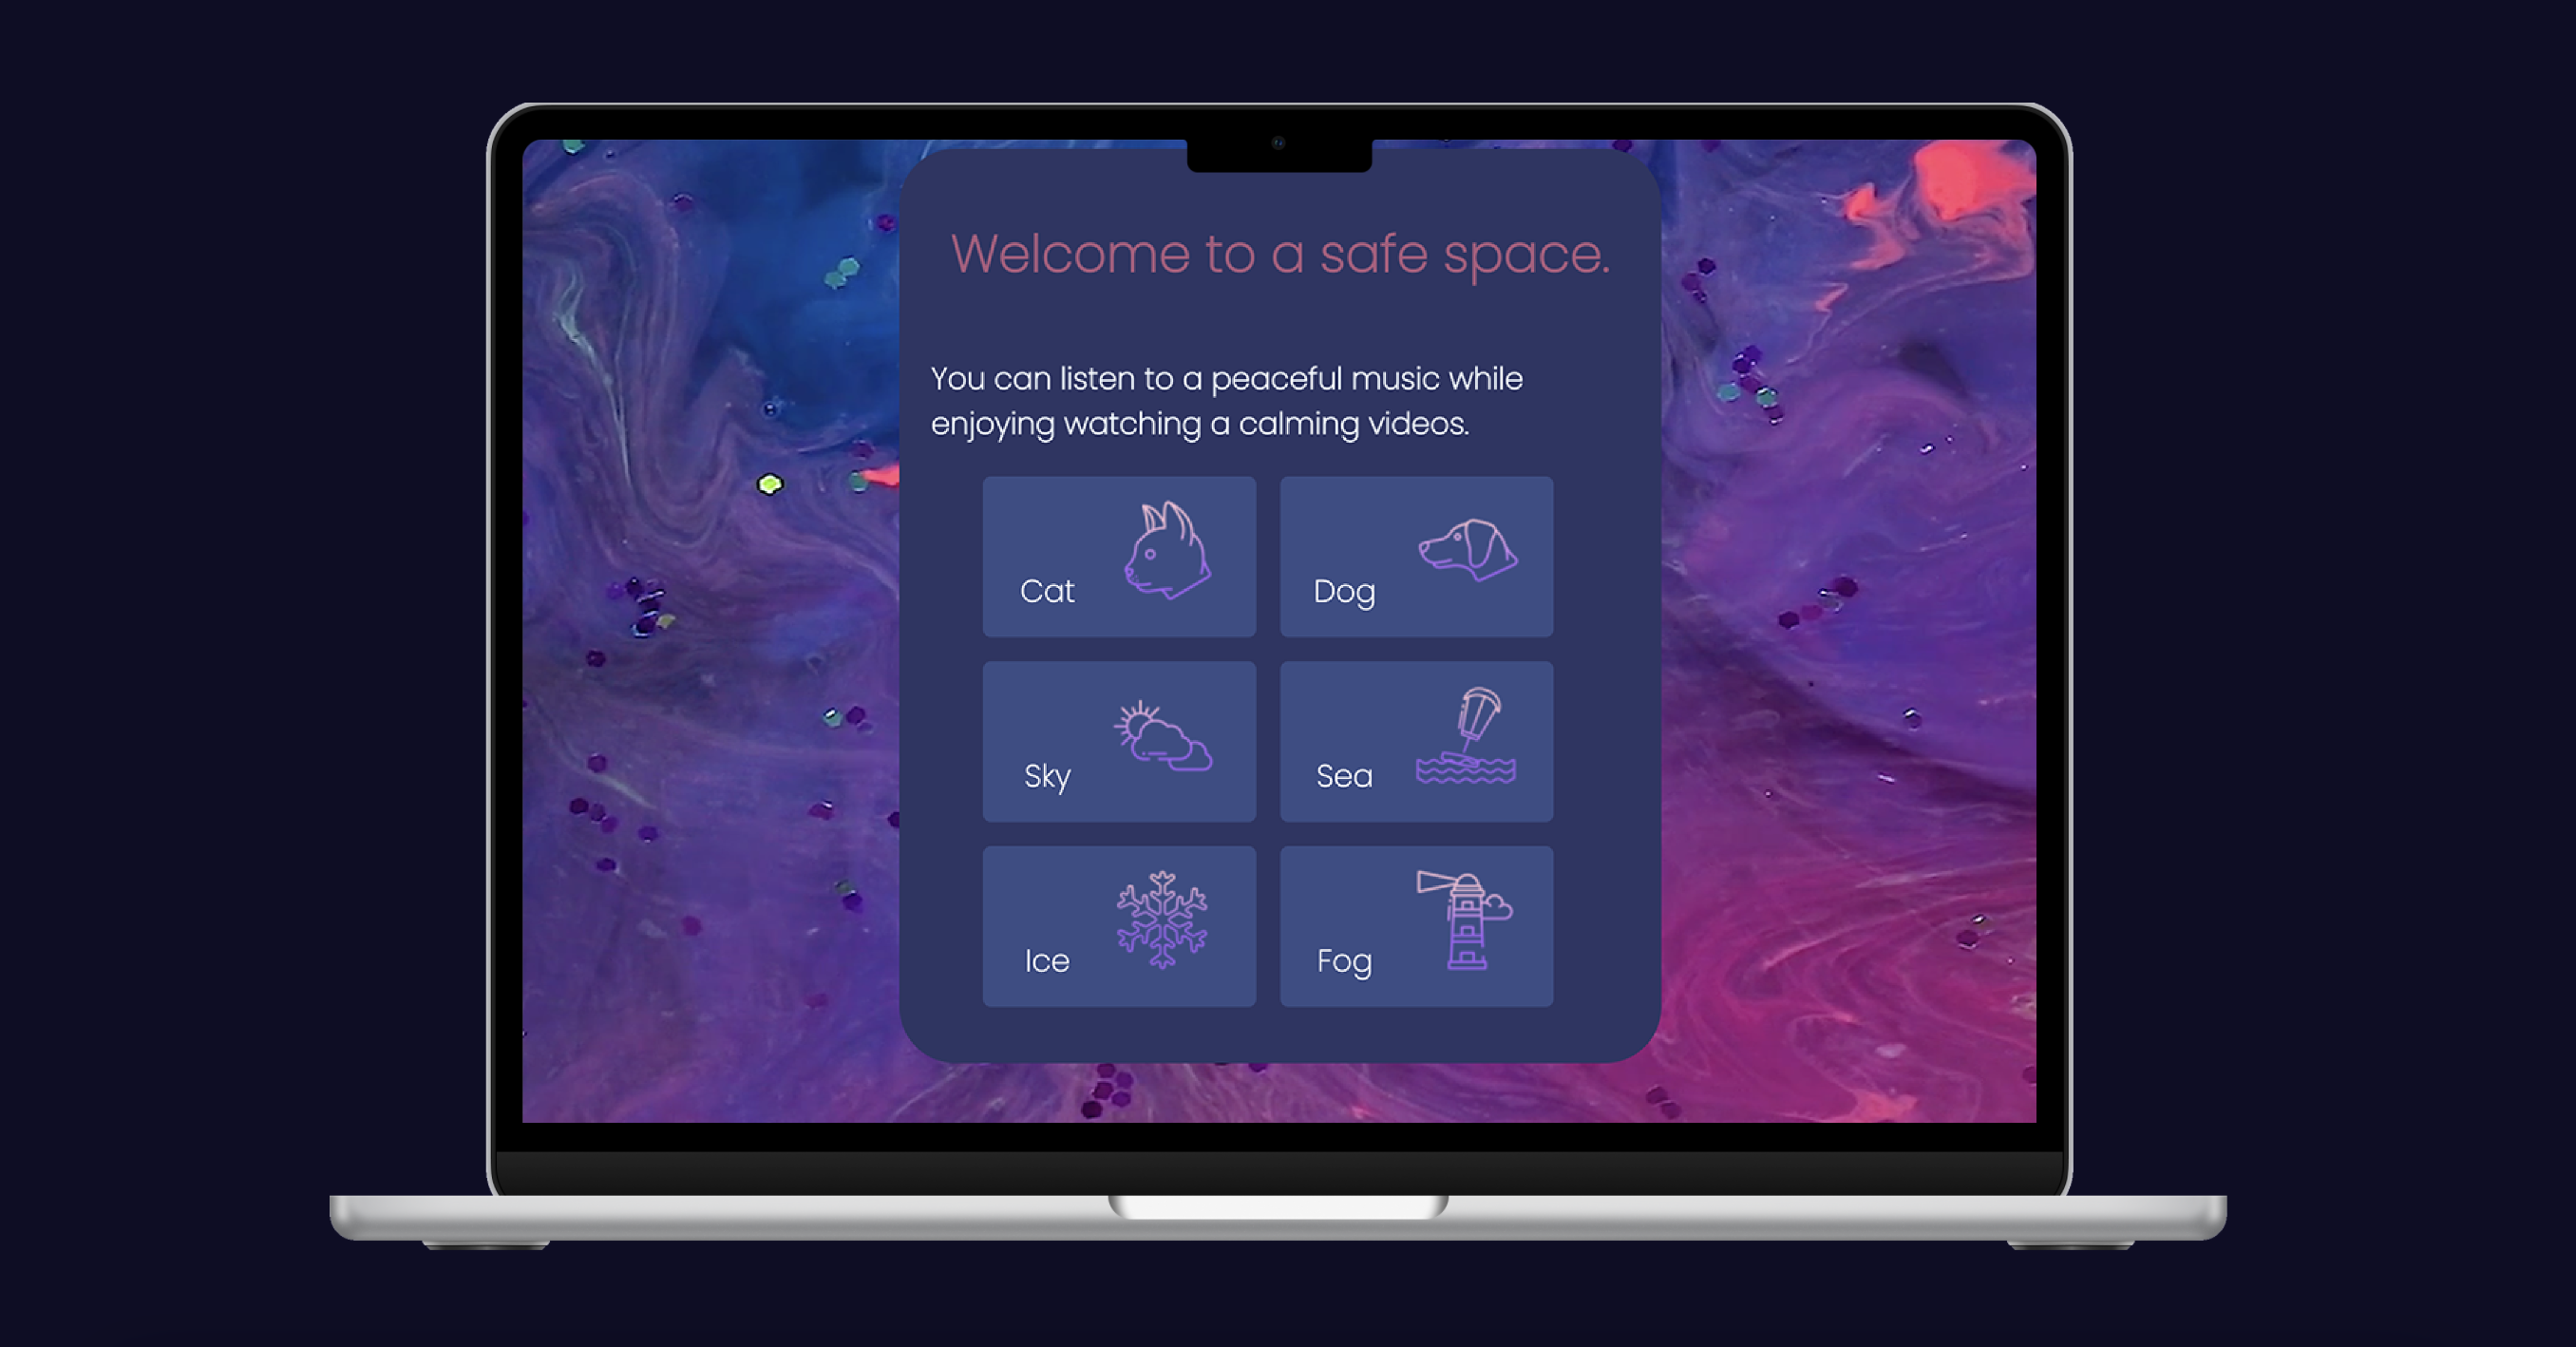 Welcome to a safe space.
You can listen to a peaceful music while
enjoying watching a calming videos.
Cat
Dog
Sky
Sea
Ice
Fog